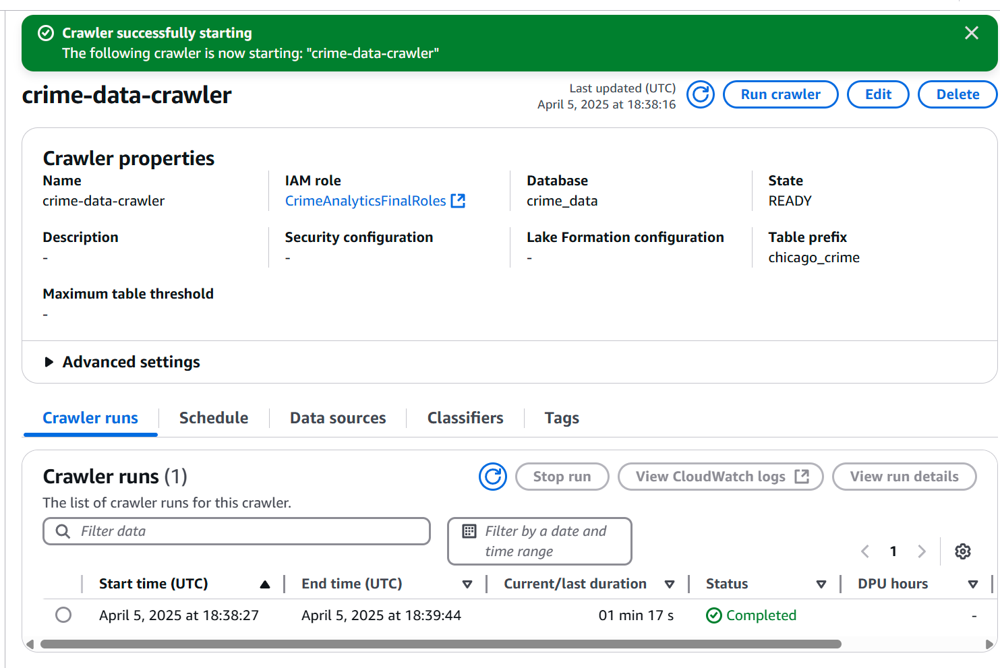 Crawler successfully starting
The following crawler is now starting: "crime-data-crawler"
crime-data-crawler
Last updated (UTC)
April 5, 2025 at 18:38:16
Run crawler
Edit
Delete
Crawler properties
Name
crime-data-crawler
IAM role
CrimeAnalyticsFinalRoles
Database
crime_data
State
READY
Description
-
Security configuration
-
Lake Formation configuration
-
Table prefix
chicago_crime
Maximum table threshold
-
Advanced settings
Crawler runs
Schedule
Data sources
Classifiers
Tags
Crawler runs (1)
Stop run
View CloudWatch logs
View run details
The list of crawler runs for this crawler.
Filter data
Filter by a date and
time range
1
Start time (UTC)
End time (UTC)
Current/last duration
Status
DPU hours
April 5, 2025 at 18:38:27
April 5, 2025 at 18:39:44
01 min 17 s
Completed
-